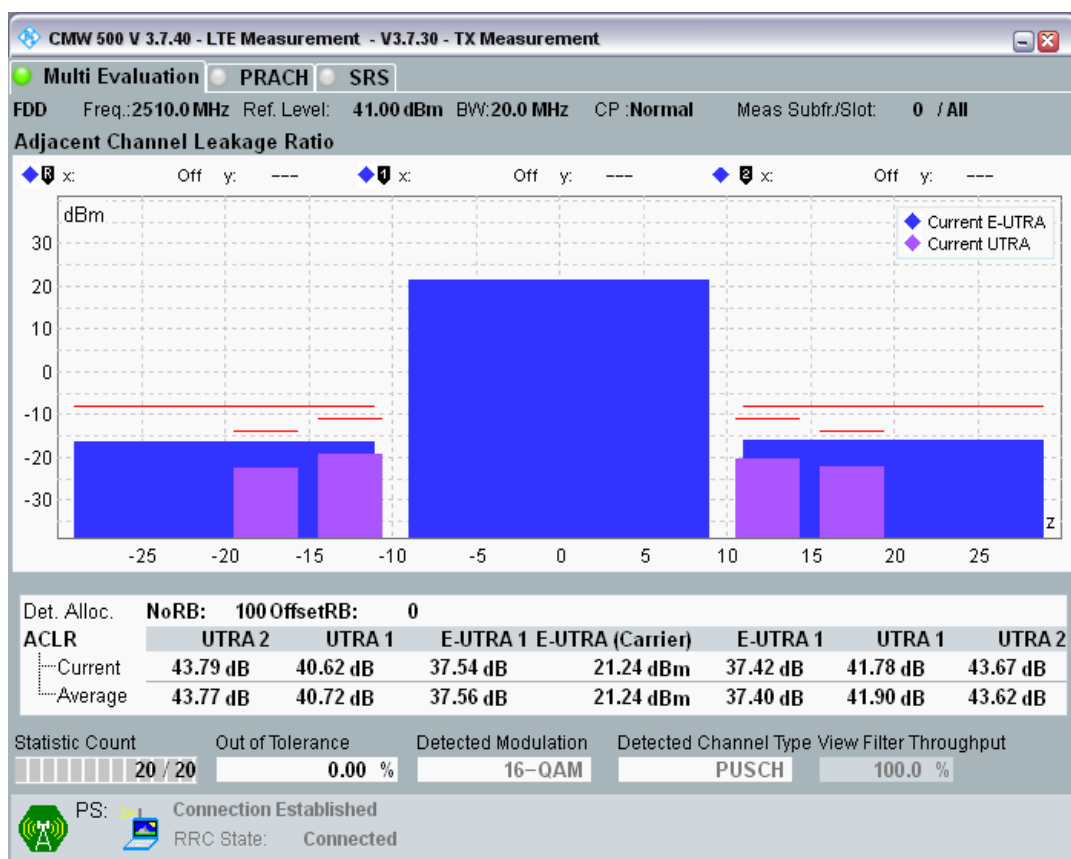 CMW 500 V 3.7.40 - LTE Measurement - V3.7.30 - TX Measurement
Multi Evaluation PRACH SRS
FDD Freq.:2510.0 MHz Ref. Level: 41.00 dBm BW:20.0 MHz CP :Normal Meas Subfr./Slot: 0 / All
Adjacent Channel Leakage Ratio
R x: Off y: --- 1 x: Off y: --- 2 x: Off y: ---
dBm
Current E-UTRA
Current UTRA
30
20
10
0
-10
-20
-30
z
-25 -20 -15 -10 -5 0 5 10 15 20 25
Det. Alloc. NoRB: 100 OffsetRB: 0
ACLR UTRA 2 UTRA 1 E-UTRA 1 E-UTRA (Carrier) E-UTRA 1 UTRA 1 UTRA 2
Current 43.79 dB 40.62 dB 37.54 dB 21.24 dBm 37.42 dB 41.78 dB 43.67 dB
Average 43.77 dB 40.72 dB 37.56 dB 21.24 dBm 37.40 dB 41.90 dB 43.62 dB
Statistic Count Out of Tolerance Detected Modulation Detected Channel Type View Filter Throughput
20 / 20 0.00 % 16-QAM PUSCH 100.0 %
PS: Connection Established
RRC State: Connected